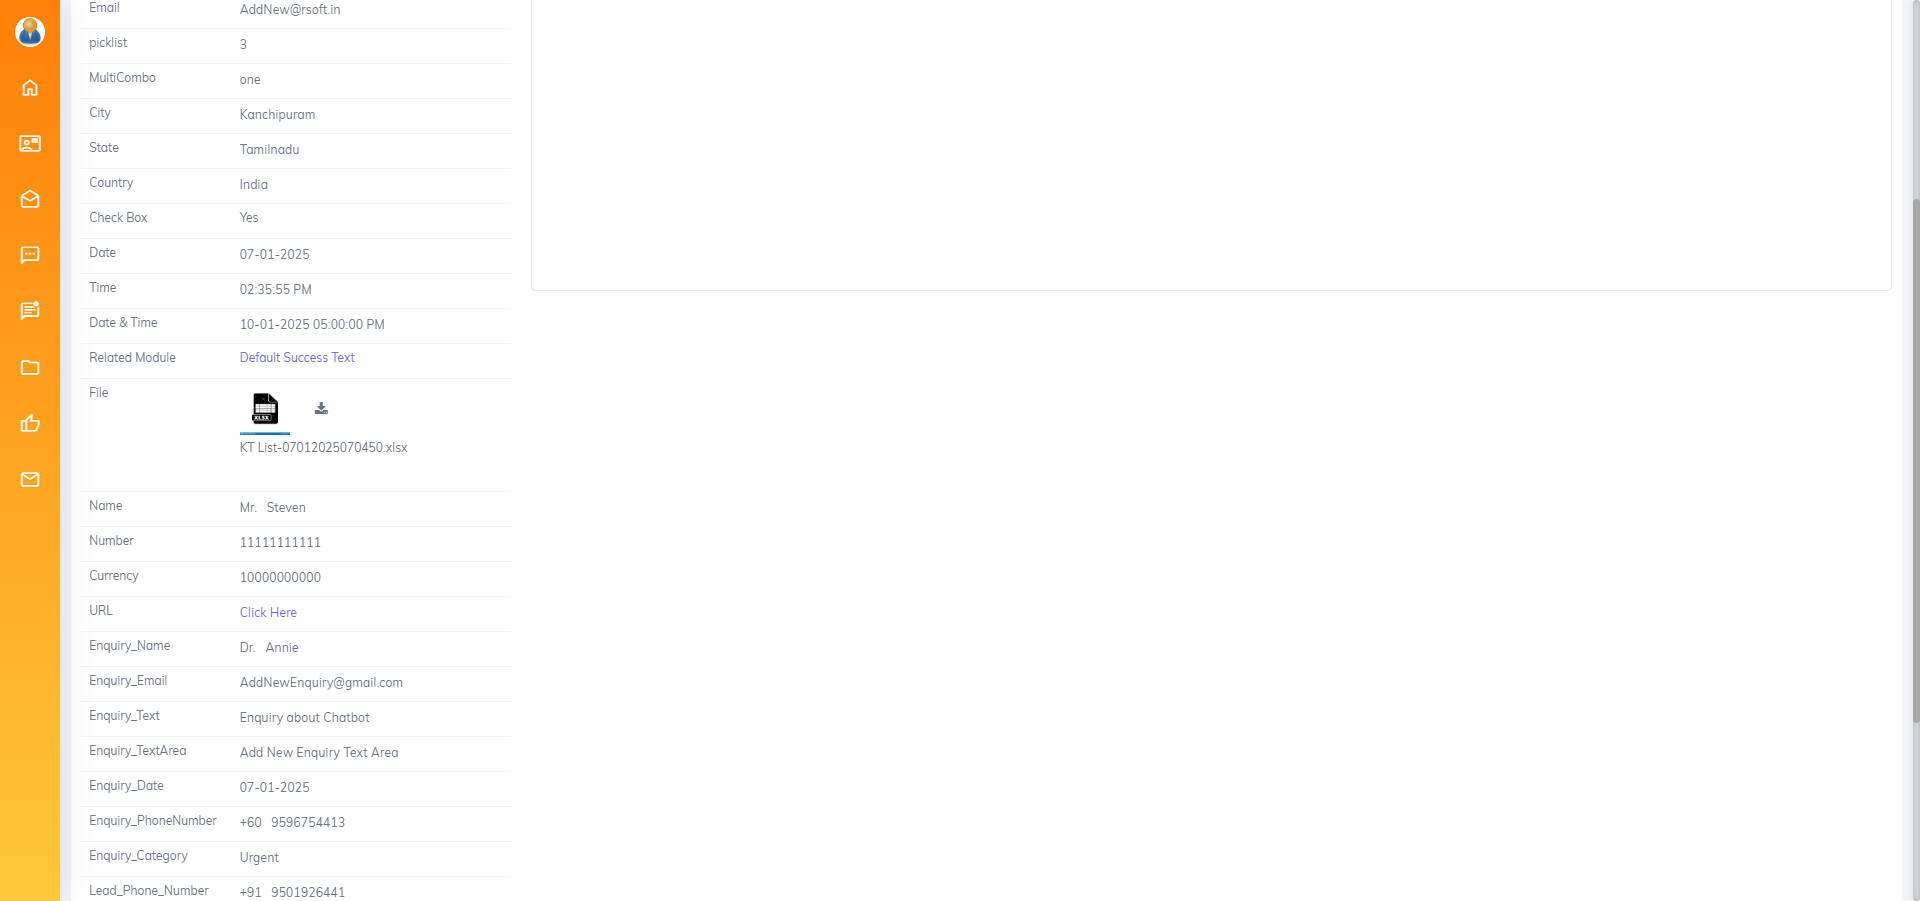 Email AddNew@rsoft.in
picklist 3
MultiCombo one
City Kanchipuram
State Tamilnadu
Country India
Check Box Yes
Date 07-01-2025
Time 02:35:55 PM
Date & Time 10-01-2025 05:00:00 PM
Related Module Default Success Text
File
XLSX
KT List-07012025070450.xlsx
Name Mr. Steven
Number 11111111111
Currency 10000000000
URL Click Here
Enquiry_Name Dr. Annie
Enquiry_Email AddNewEnquiry@gmail.com
Enquiry_Text Enquiry about Chatbot
Enquiry_TextArea Add New Enquiry Text Area
Enquiry_Date 07-01-2025
Enquiry_PhoneNumber +60 9596754413
Enquiry_Category Urgent
Lead_Phone_Number +91 9501926441